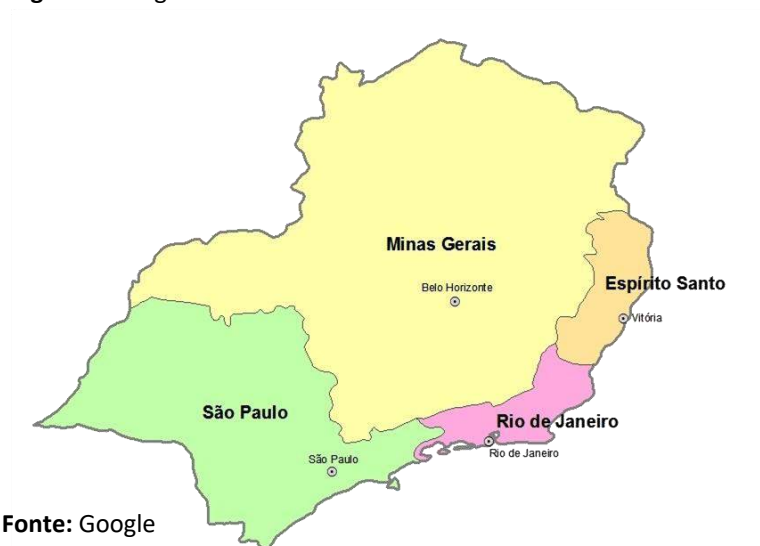 Minas Gerais
Belo Horizonte
Espírito Santo
Vitória
São Paulo
Rio de Janeiro
Rio de Janeiro
São Paulo
Fonte: Google